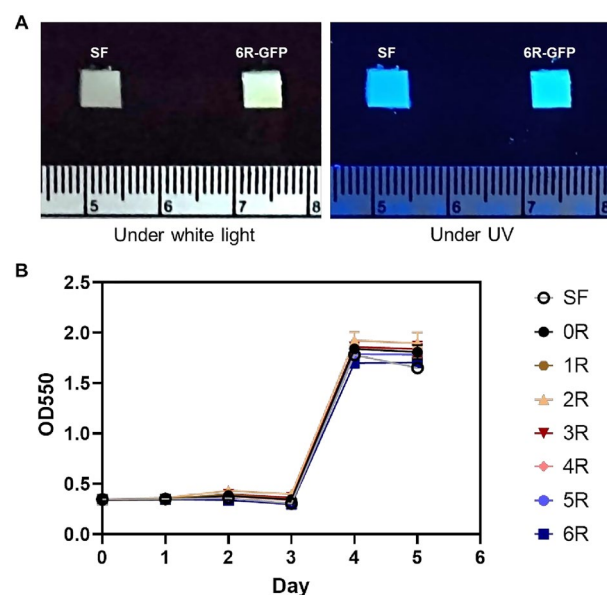 A
SF 6R-GFP SF 6R-GFP
5 6 7 8 5 6 7 8
Under white light Under UV
B
2.5
2.0
1.5
1.0
0.5
0.0
OD550
0 1 2 3 4 5 6
Day
SF
0R
1R
2R
3R
4R
5R
6R